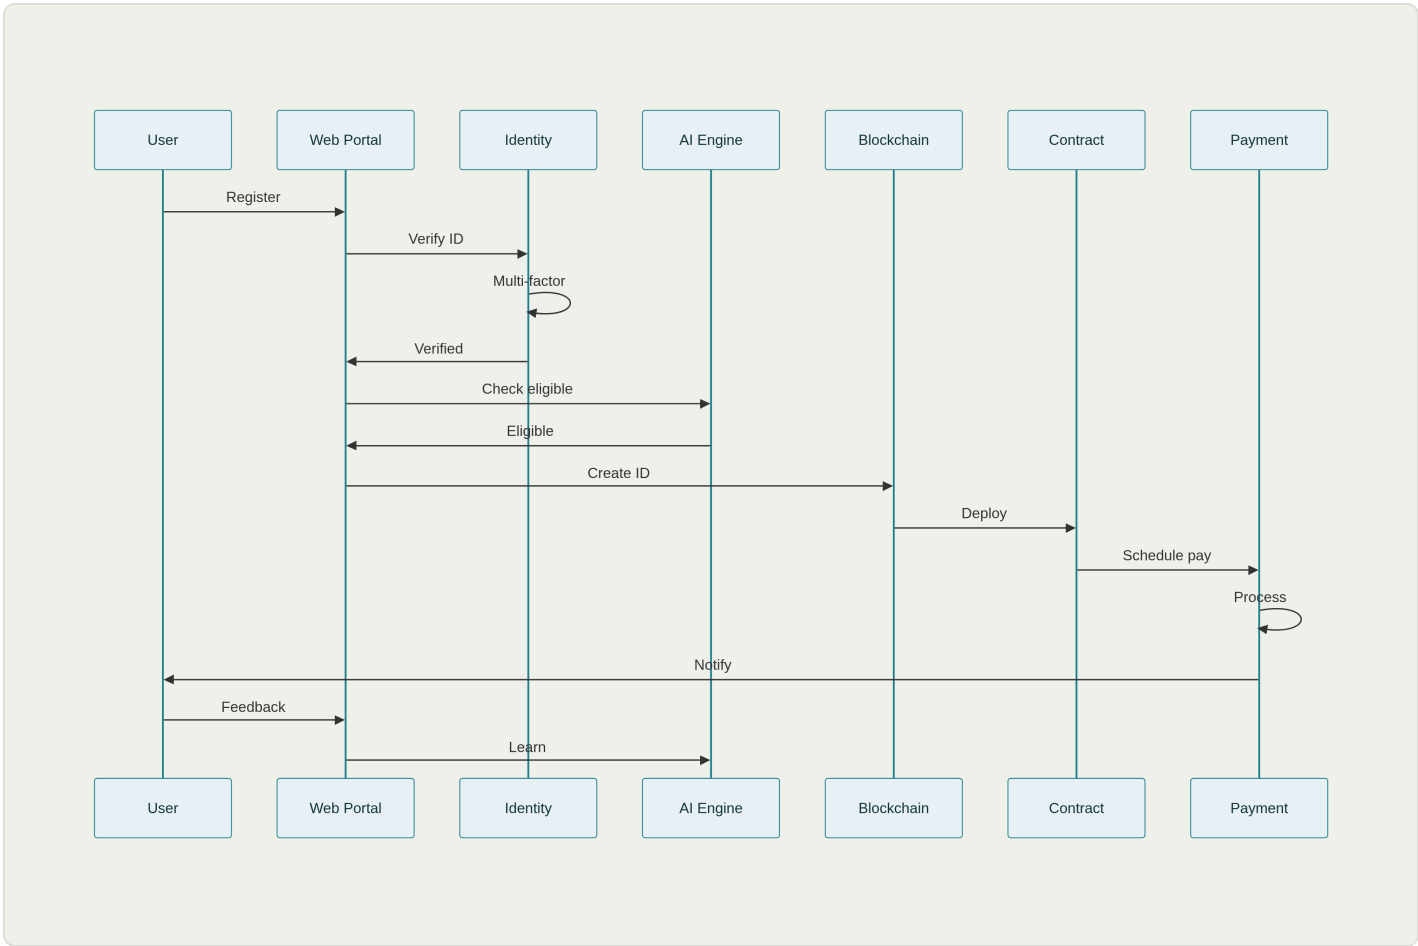 User
Web Portal
Identity
AI Engine
Blockchain
Contract
Payment
Register
Verify ID
Multi-factor
Verified
Check eligible
Eligible
Create ID
Deploy
Schedule pay
Process
Notify
Feedback
Learn
User
Web Portal
Identity
AI Engine
Blockchain
Contract
Payment